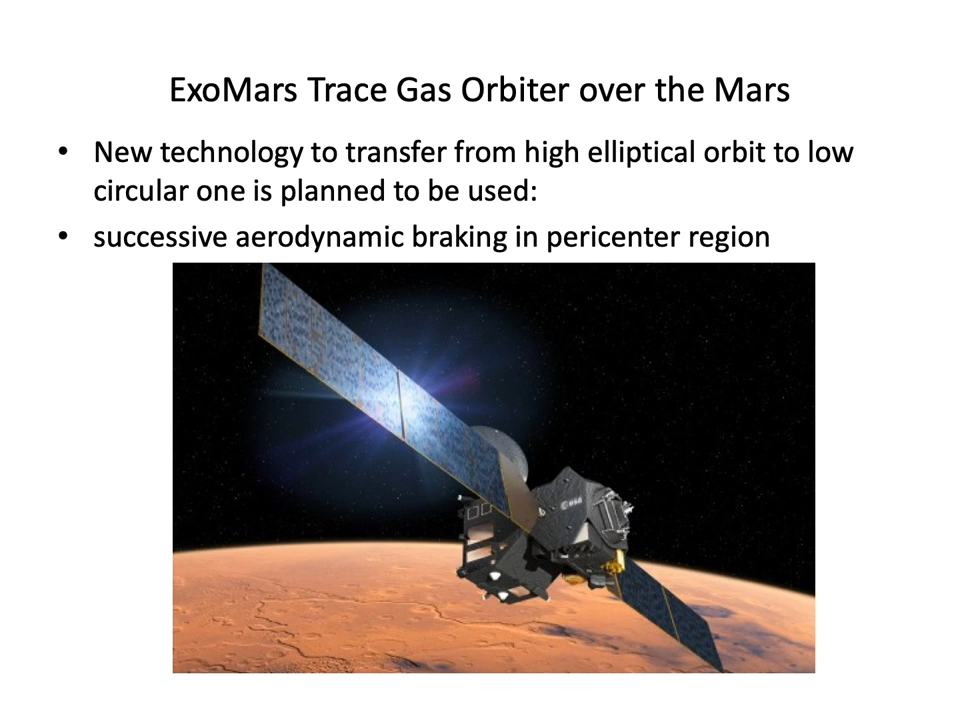 ExoMars Trace Gas Orbiter over the Mars
• New technology to transfer from high elliptical orbit to low
circular one is planned to be used:
• successive aerodynamic braking in pericenter region
esa